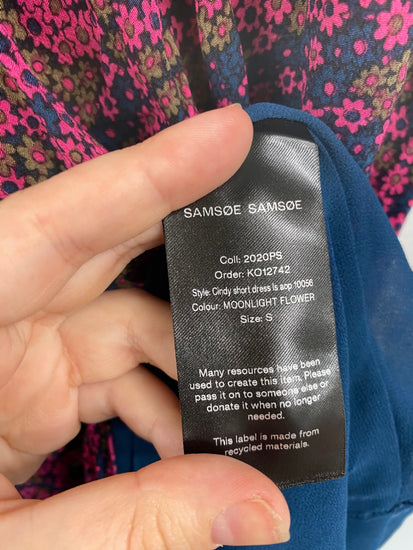 SAMSØE SAMSØE
Coll: 2020PS
Order: KO12742
Style: Cindy short dress ls aop 10056
Colour: MOONLIGHT FLOWER
Size: S
Many resources have been
used to create this item. Please
pass it on to someone else or
donate it when no longer
needed.
This label is made from
recycled materials.